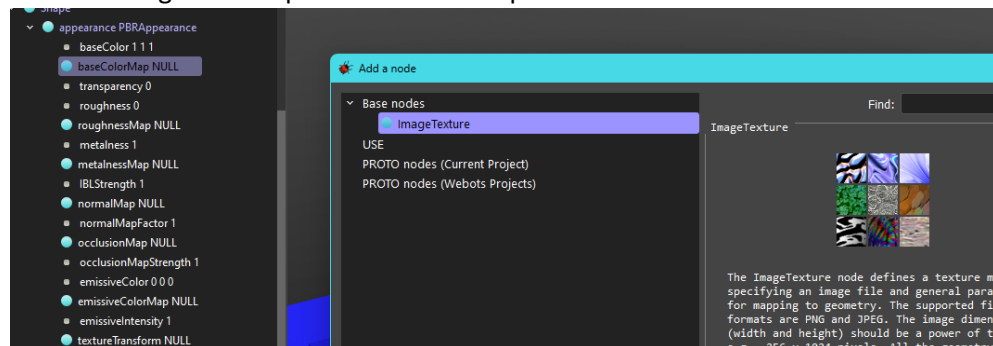 Shape
appearance PBRAppearance
baseColor 1 1 1
baseColorMap NULL
transparency 0
roughness 0
roughnessMap NULL
metalness 1
metalnessMap NULL
IBLStrength 1
normalMap NULL
normalMapFactor 1
occlusionMap NULL
occlusionMapStrength 1
emissiveColor 0 0 0
emissiveColorMap NULL
emissiveIntensity 1
textureTransform NULL
Add a node
Base nodes
ImageTexture
USE
PROTO nodes (Current Project)
PROTO nodes (Webots Projects)
Find:
ImageTexture
The ImageTexture node defines a texture m
specifying an image file and general para
for mapping to geometry. The supported fi
formats are PNG and JPEG. The image dimen
(width and height) should be a power of t